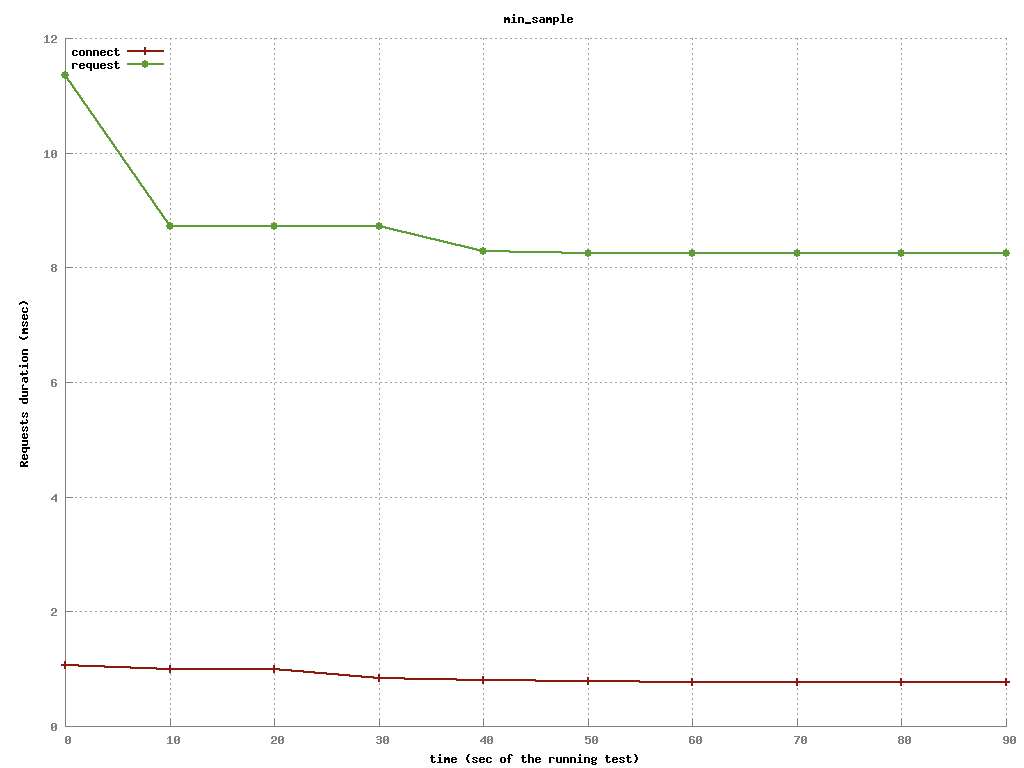 min_sample
12
connect
request
10
8
6
4
2
0
Requests duration (msec)
0 10 20 30 40 50 60 70 80 90
time (sec of the running test)